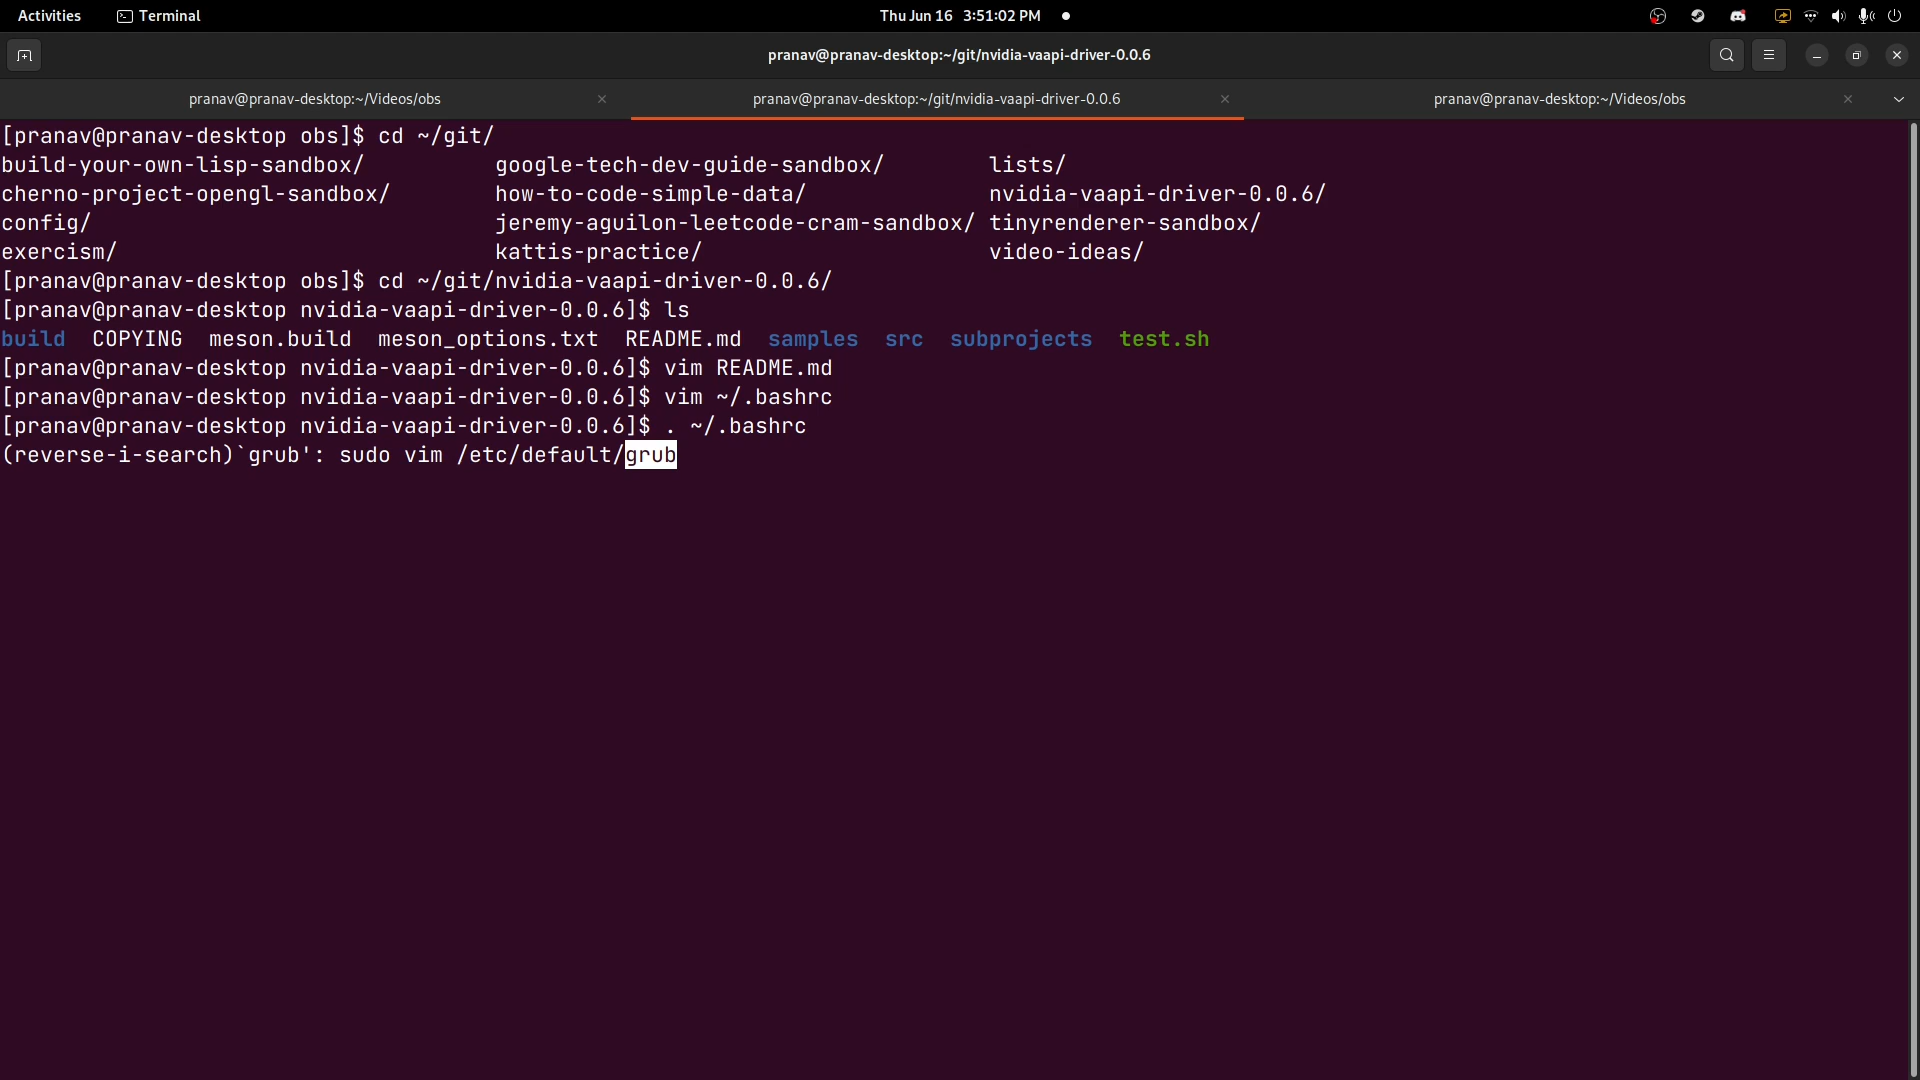 Activities Terminal Thu Jun 16 3:51:02 PM
pranav@pranav-desktop:~/git/nvidia-vaapi-driver-0.0.6
pranav@pranav-desktop:~/Videos/obs pranav@pranav-desktop:~/git/nvidia-vaapi-driver-0.0.6 pranav@pranav-desktop:~/Videos/obs
[pranav@pranav-desktop obs]$ cd ~/git/
build-your-own-lisp-sandbox/ google-tech-dev-guide-sandbox/ lists/
cherno-project-opengl-sandbox/ how-to-code-simple-data/ nvidia-vaapi-driver-0.0.6/
config/ jeremy-aguilon-leetcode-cram-sandbox/ tinyrenderer-sandbox/
exercism/ kattis-practice/ video-ideas/
[pranav@pranav-desktop obs]$ cd ~/git/nvidia-vaapi-driver-0.0.6/
[pranav@pranav-desktop nvidia-vaapi-driver-0.0.6]$ ls
build COPYING meson.build meson_options.txt README.md samples src subprojects test.sh
[pranav@pranav-desktop nvidia-vaapi-driver-0.0.6]$ vim README.md
[pranav@pranav-desktop nvidia-vaapi-driver-0.0.6]$ vim ~/.bashrc
[pranav@pranav-desktop nvidia-vaapi-driver-0.0.6]$ . ~/.bashrc
(reverse-i-search)`grub': sudo vim /etc/default/grub